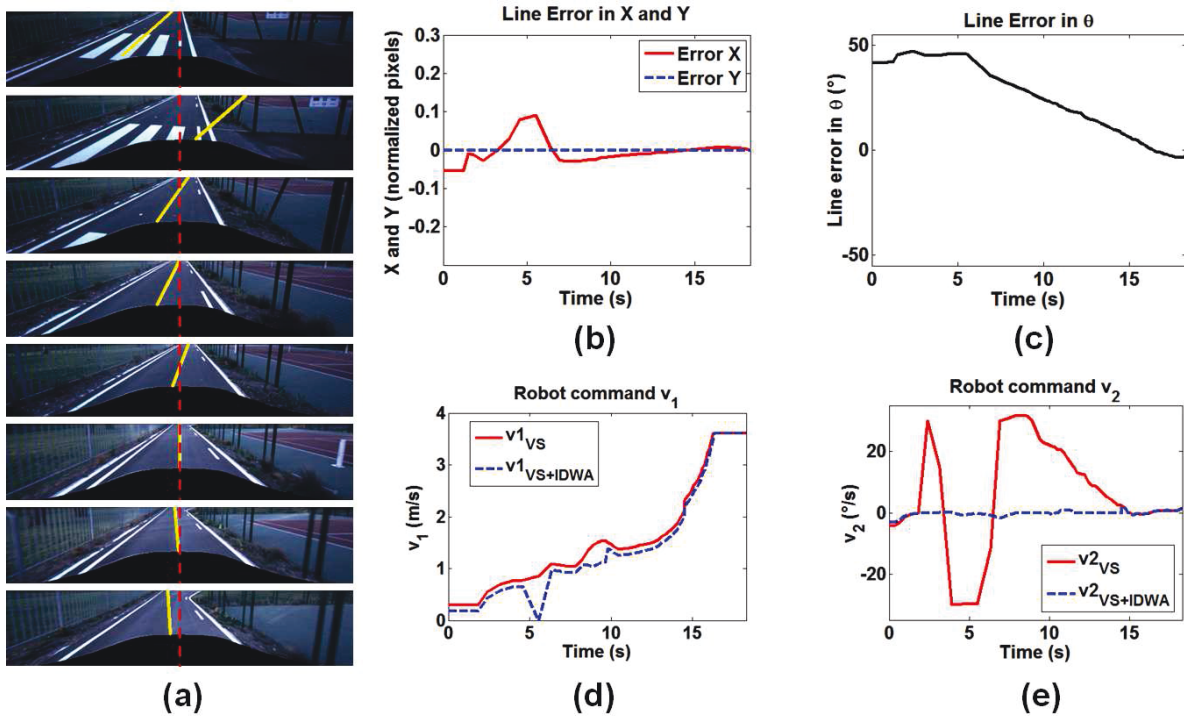 Line Error in X and Y
0.3
0.2
0.1
0
-0.1
-0.2
X and Y (normalized pixels)
Error X
Error Y
0
5
10
15
Time (s)
Line Error in θ
50
0
-50
Line error in θ (°)
0
5
10
15
Time (s)
(b)
(c)
Robot command v1
4
3
2
1
0
v1 (m/s)
v1VS
v1VS+IDWA
0
5
10
15
Time (s)
Robot command v2
20
0
-20
v2 (°/s)
v2VS
v2VS+IDWA
0
5
10
15
Time (s)
(a)
(d)
(e)